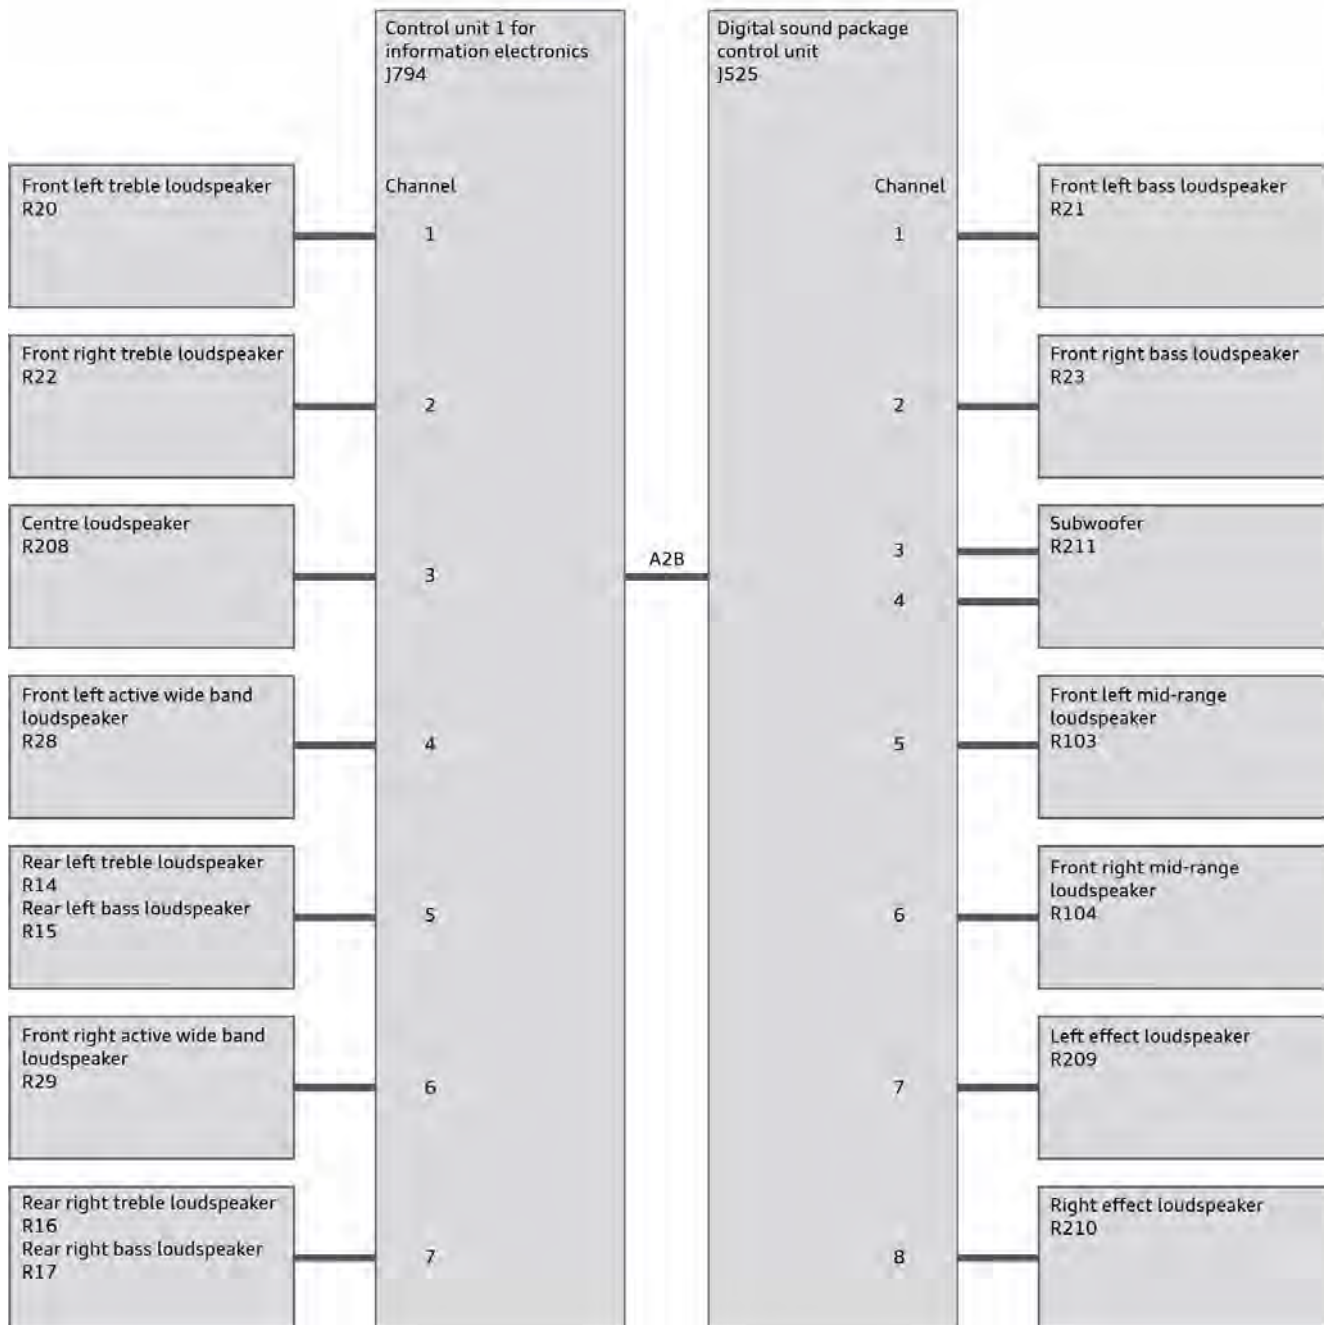 Control unit 1 for
information electronics
J794
Digital sound package
control unit
J525
Front left treble loudspeaker
R20
Channel
1
Channel
1
Front left bass loudspeaker
R21
Front right treble loudspeaker
R22
2
2
Front right bass loudspeaker
R23
Centre loudspeaker
R208
3
A2B
3
4
Subwoofer
R211
Front left active wide band
loudspeaker
R28
4
5
Front left mid-range
loudspeaker
R103
Rear left treble loudspeaker
R14
Rear left bass loudspeaker
R15
5
6
Front right mid-range
loudspeaker
R104
Front right active wide band
loudspeaker
R29
6
7
Left effect loudspeaker
R209
Rear right treble loudspeaker
R16
Rear right bass loudspeaker
R17
7
8
Right effect loudspeaker
R210